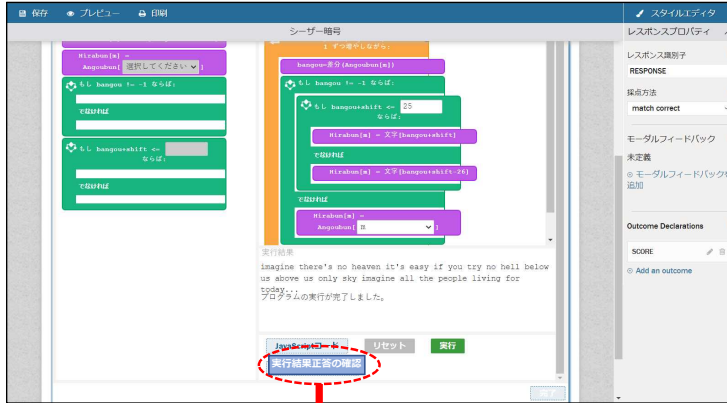 保存 プレビュー 印刷
スタイルエディタ
シーザー暗号
レスポンスプロパティ
Hirabun[m] =
Angoubun[ 選択してください ]
もし bangou != -1 ならば:
でなければ
もし bangou+shift <=
ならば:
でなければ
1 ずつ増やしながら:
bangou=差分(Angoubun[m])
もし bangou != -1 ならば:
もし bangou+shift <= 25
ならば:
Hirabun[m] = 文字[bangou+shift]
でなければ
Hirabun[m] = 文字[bangou+shift-26]
でなければ
Hirabun[m] =
Angoubun[ m ]
実行結果
imagine there's no heaven it's easy if you try no hell below
us above us only sky imagine all the people living for
today...
プログラムの実行が完了しました。
JavaScriptコード リセット 実行
実行結果正答の確認
完了
レスポンス識別子
RESPONSE
採点方法
match correct
モーダルフィードバック
未定義
モーダルフィードバックを
追加
Outcome Declarations
SCORE
Add an outcome